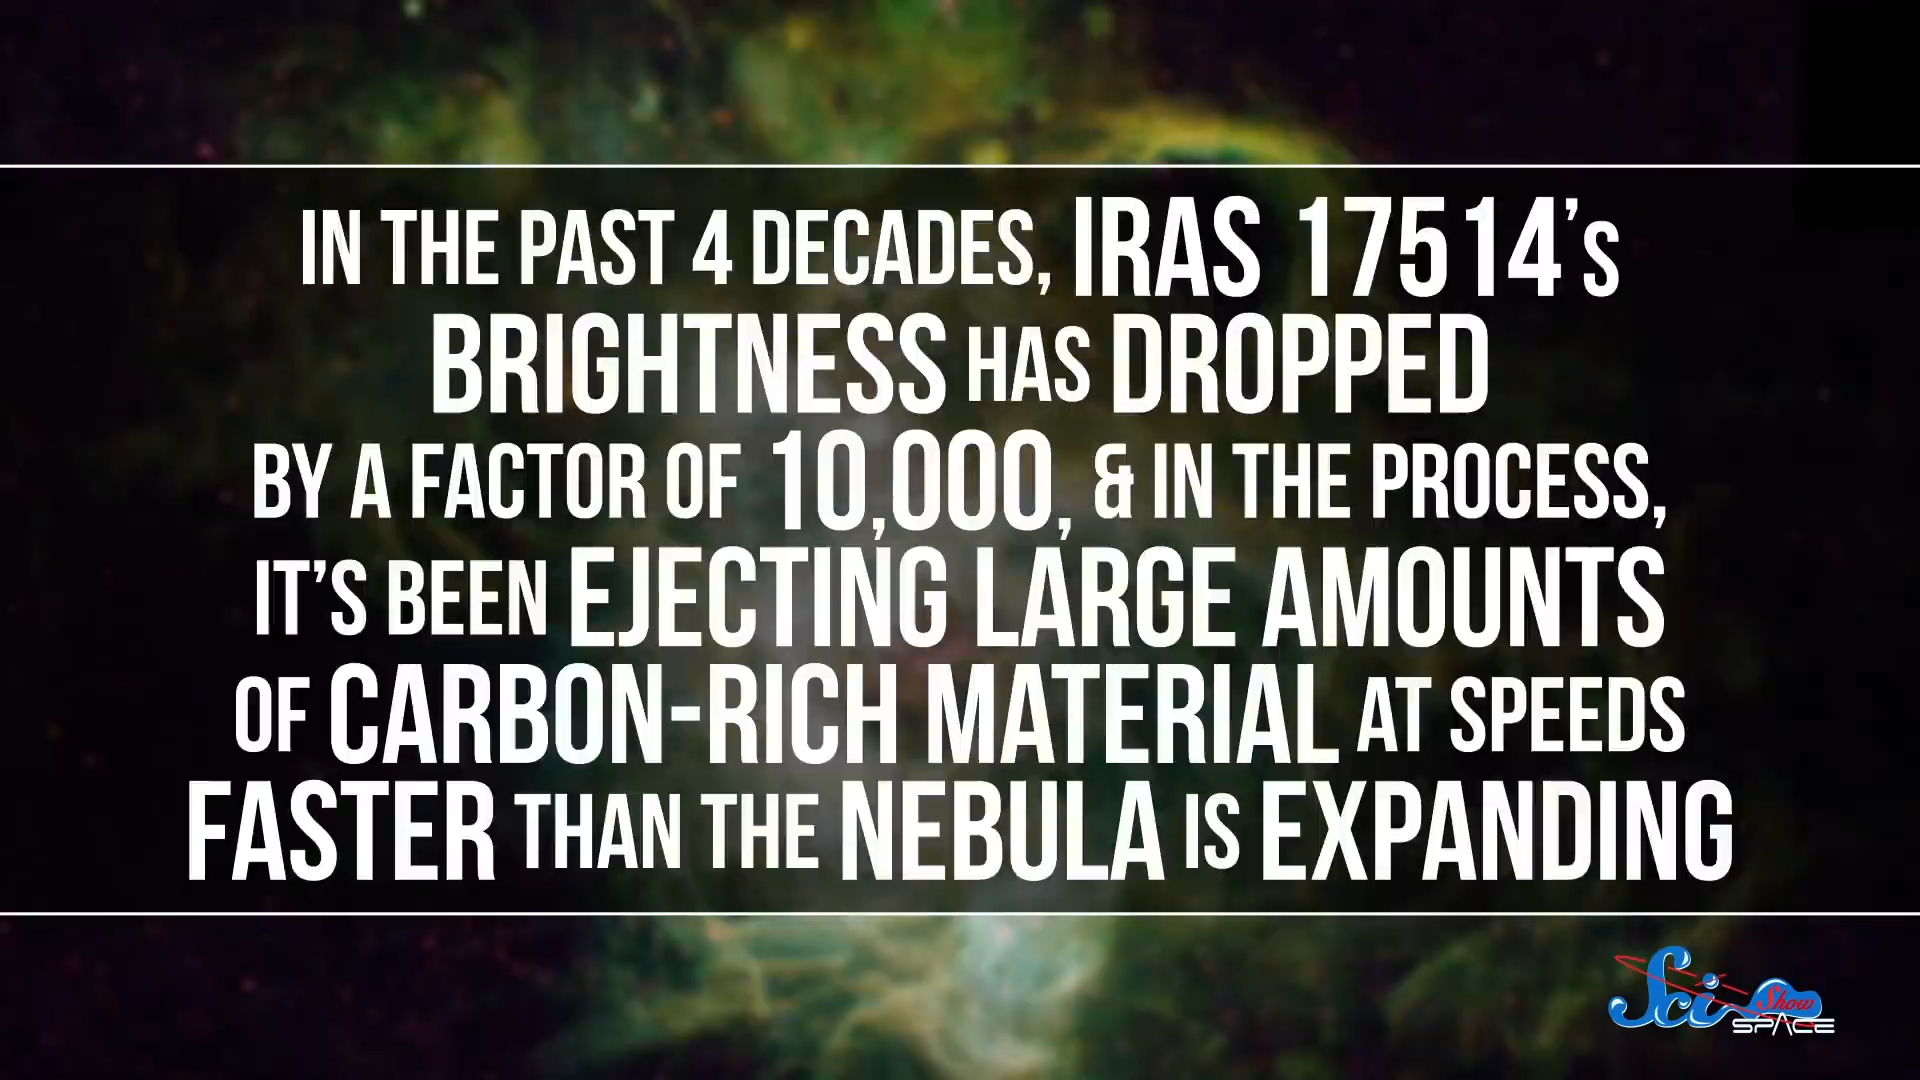 IN THE PAST 4 DECADES, IRAS 17514's
BRIGHTNESS HAS DROPPED
BY A FACTOR OF 10,000, & IN THE PROCESS,
IT'S BEEN EJECTING LARGE AMOUNTS
OF CARBON-RICH MATERIAL AT SPEEDS
FASTER THAN THE NEBULA IS EXPANDING
Sci Show
SPACE